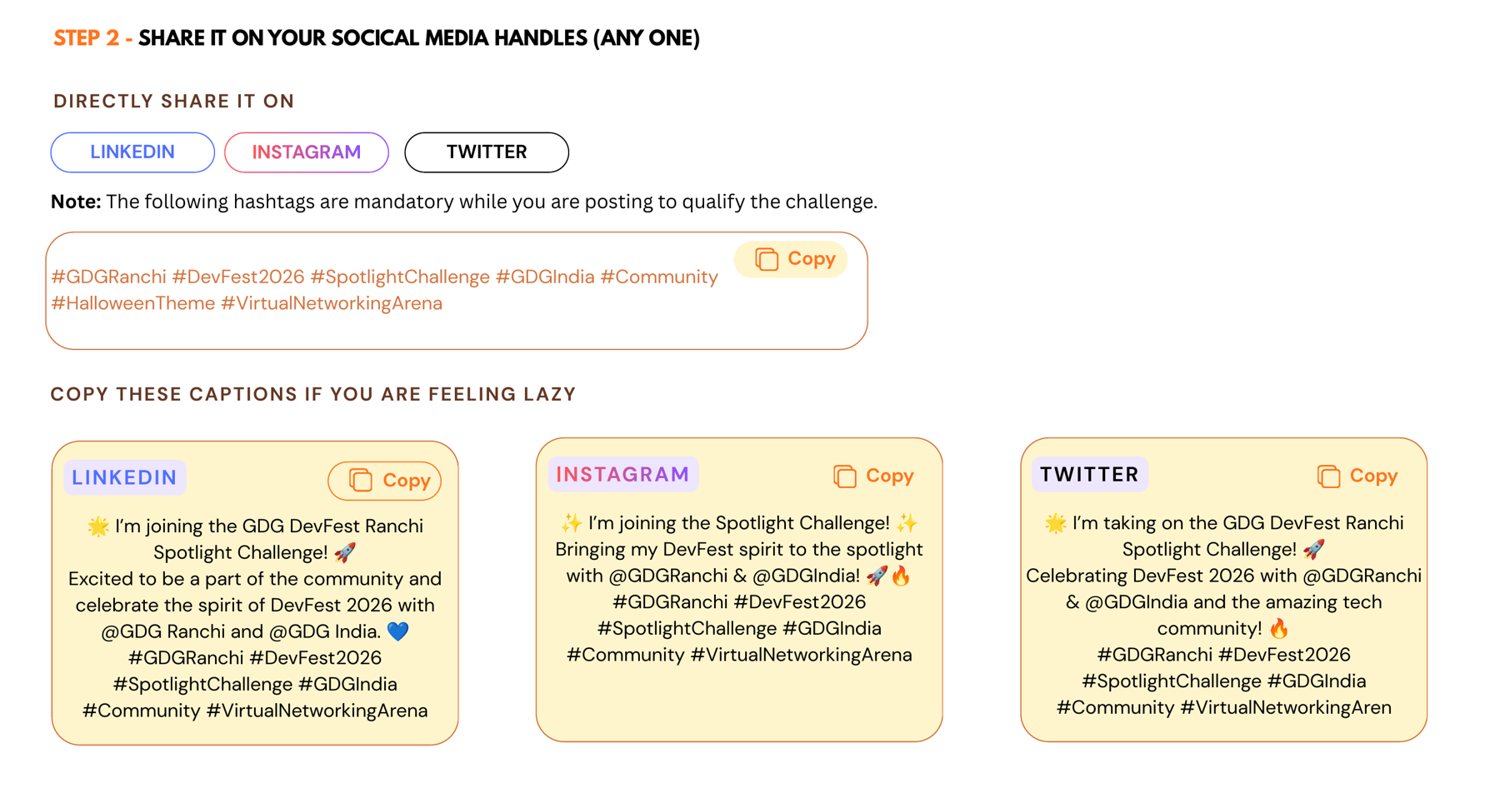 STEP 2 - SHARE IT ON YOUR SOCICAL MEDIA HANDLES (ANY ONE)
DIRECTLY SHARE IT ON
LINKEDIN INSTAGRAM TWITTER
Note: The following hashtags are mandatory while you are posting to qualify the challenge.
Copy
#GDGRanchi #DevFest2026 #SpotlightChallenge #GDGIndia #Community
#HalloweenTheme #VirtualNetworkingArena
COPY THESE CAPTIONS IF YOU ARE FEELING LAZY
LINKEDIN Copy
🌟 I'm joining the GDG DevFest Ranchi
Spotlight Challenge! 🚀
Excited to be a part of the community and
celebrate the spirit of DevFest 2026 with
@GDG Ranchi and @GDG India. 💙
#GDGRanchi #DevFest2026
#SpotlightChallenge #GDGIndia
#Community #VirtualNetworkingArena
INSTAGRAM Copy
✨ I'm joining the Spotlight Challenge! ✨
Bringing my DevFest spirit to the spotlight
with @GDGRanchi & @GDGIndia! 🚀🔥
#GDGRanchi #DevFest2026
#SpotlightChallenge #GDGIndia
#Community #VirtualNetworkingArena
TWITTER Copy
🌟 I'm taking on the GDG DevFest Ranchi
Spotlight Challenge! 🚀
Celebrating DevFest 2026 with @GDGRanchi
& @GDGIndia and the amazing tech
community! 🔥
#GDGRanchi #DevFest2026
#SpotlightChallenge #GDGIndia
#Community #VirtualNetworkingAren